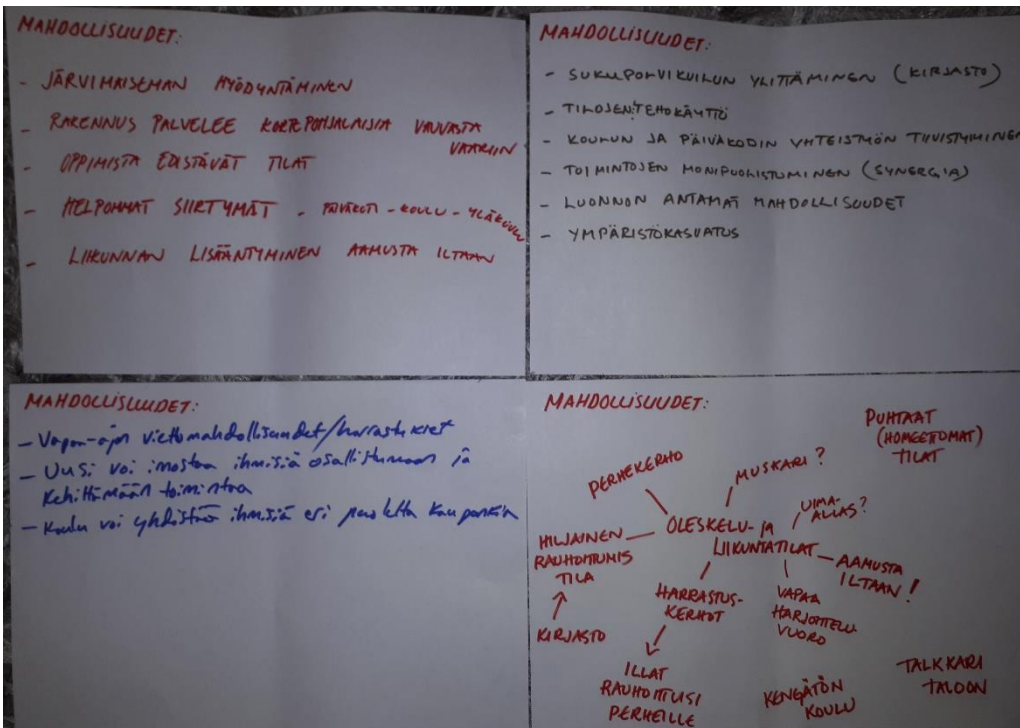 MAHDOLLISUUDET:
- JÄRVIMAISEMAN HYÖDYNTÄMINEN
- RAKENNUS PALVELEE KORTEPOHJALAISIA VAUVASTA
VAARIIN
- OPPIMISTA EDISTÄVÄT TILAT
- HELPOMMAT SIIRTYMÄT - PÄIVÄKOTI - KOULU - YLÄKOULU
- LIIKUNNAN LISÄÄNTYMINEN AAMUSTA ILTAAN
MAHDOLLISUUDET:
- SUKUPOLVIKUILUN YLITTÄMINEN (KIRJASTO)
- TILOJEN TEHOKÄYTTÖ
- KOULUN JA PÄIVÄKODIN YHTEISTYÖN TIIVISTYMINEN
- TOIMINTOJEN MONIPUOLISTUMINEN (SYNERGIA)
- LUONNON ANTAMAT MAHDOLLISUUDET
- YMPÄRISTÖKASVATUS
MAHDOLLISUUDET:
- Vapaa-ajan viettomahdollisuudet/harrastukset
- Uusi voi innostaa ihmisiä osallistumaan ja
kehittämään toimintaa
- Koulu voi yhdistää ihmisiä eri puolelta kaupunkia
MAHDOLLISUUDET:
PUHTAAT
(HOMEETTOMAT)
TILAT
PERHEKERHO
MUSKARI?
UIMA-
ALLAS?
OLESKELU- JA
LIIKUNTATILAT
HILJAINEN
RAUHOITTUMIS
TILA
AAMUSTA
ILTAAN!
HARRASTUS-
KERHOT
VAPAA
HARJOITTELU
VUORO
KIRJASTO
ILLAT
RAUHOITTUISI
PERHEILLE
KENGÄTÖN
KOULU
TALKKARI
TALOON